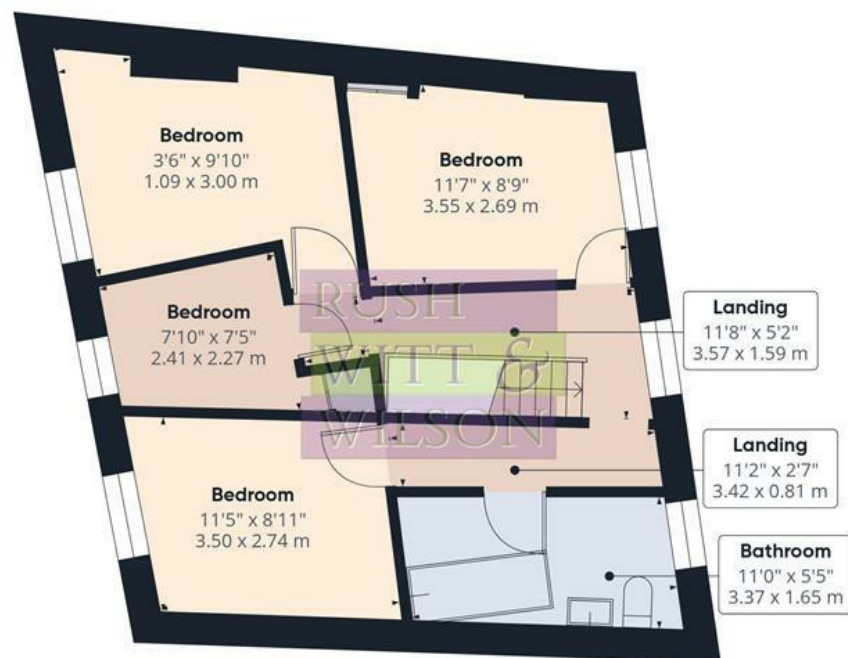 Bedroom
3'6" x 9'10"
1.09 x 3.00 m
Bedroom
11'7" x 8'9"
3.55 x 2.69 m
Bedroom
7'10" x 7'5"
2.41 x 2.27 m
RUSH
WITT &
WILSON
Landing
11'8" x 5'2"
3.57 x 1.59 m
Landing
11'2" x 2'7"
3.42 x 0.81 m
Bedroom
11'5" x 8'11"
3.50 x 2.74 m
Bathroom
11'0" x 5'5"
3.37 x 1.65 m